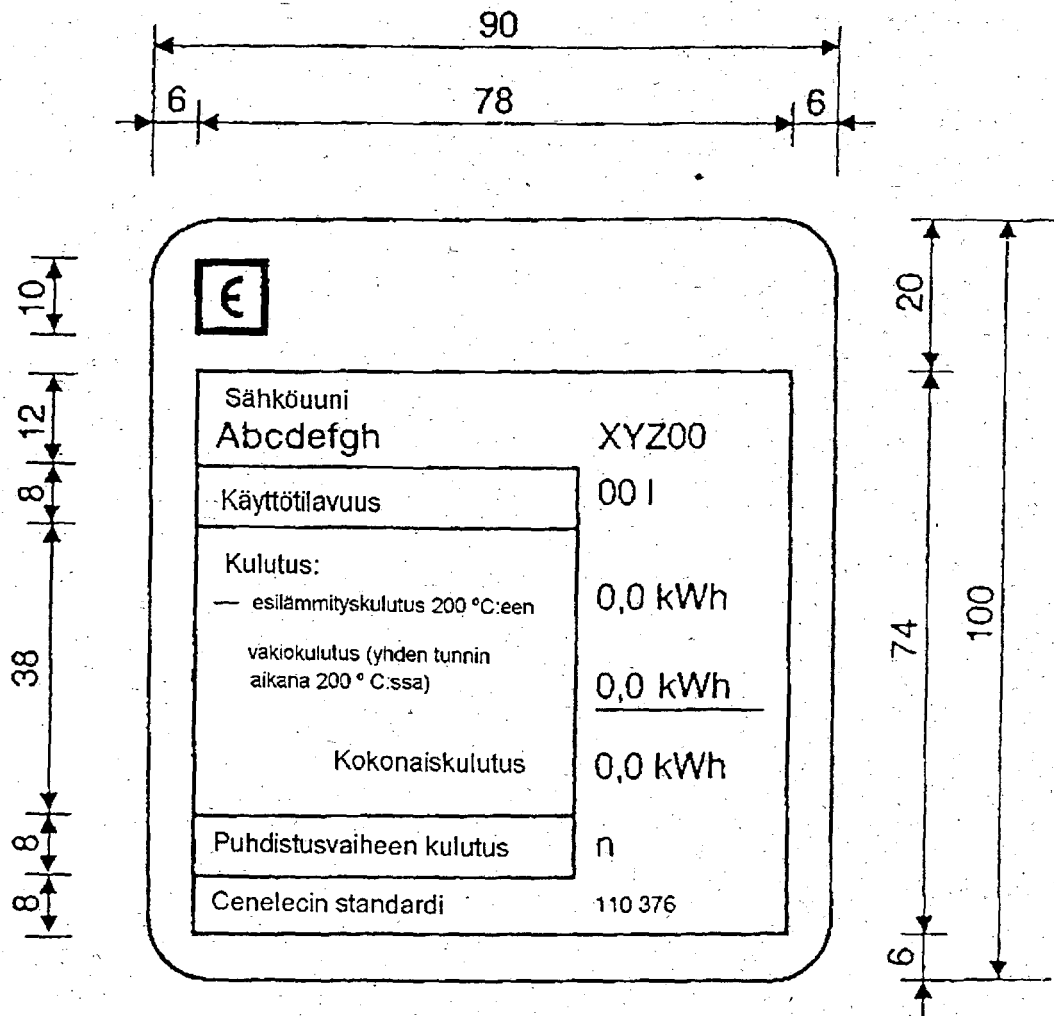 90
6 78 6
10
20
Sähköuuni
Abcdefgh XYZ00
12
Käyttötilavuus 00 l
8
Kulutus:
— esilämmityskulutus 200 ºC:een 0,0 kWh
vakiokulutus (yhden tunnin
aikana 200 º C:ssa) 0,0 kWh
38
74
100
Kokonaiskulutus 0,0 kWh
Puhdistusvaiheen kulutus n
8
Cenelecin standardi 110 376
8
6